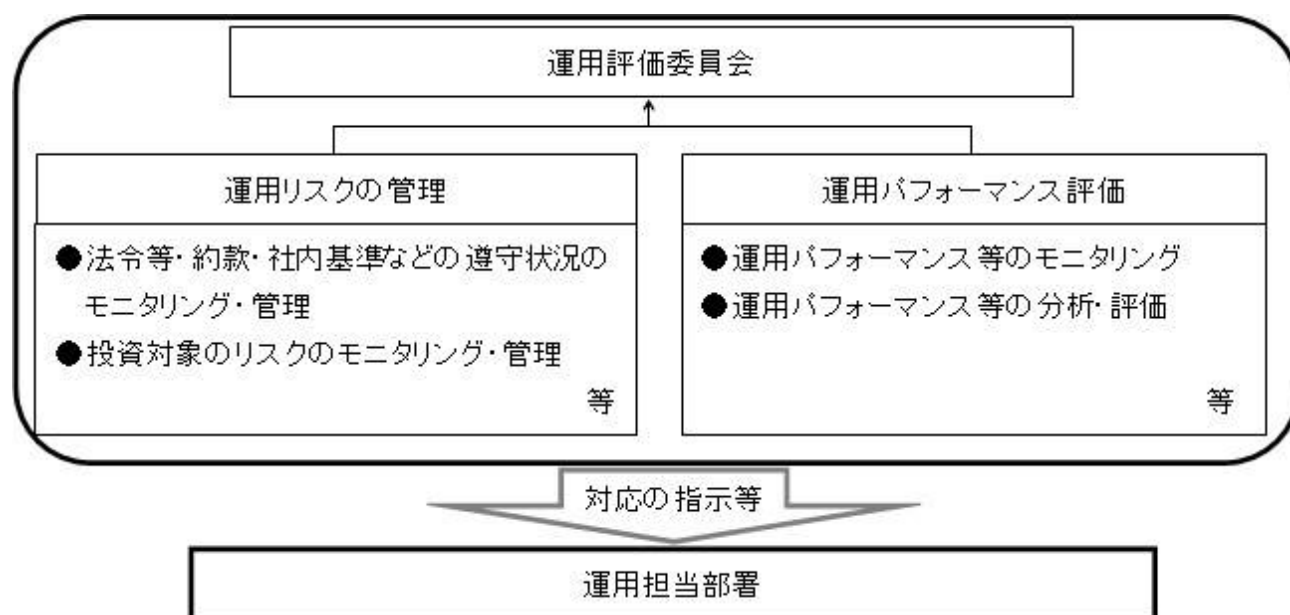 運用評価委員会
運用リスクの管理
●法令等・約款・社内基準などの遵守状況の
モニタリング・管理
●投資対象のリスクのモニタリング・管理
等
運用パフォーマンス評価
●運用パフォーマンス等のモニタリング
●運用パフォーマンス等の分析・評価
等
対応の指示等
運用担当部署